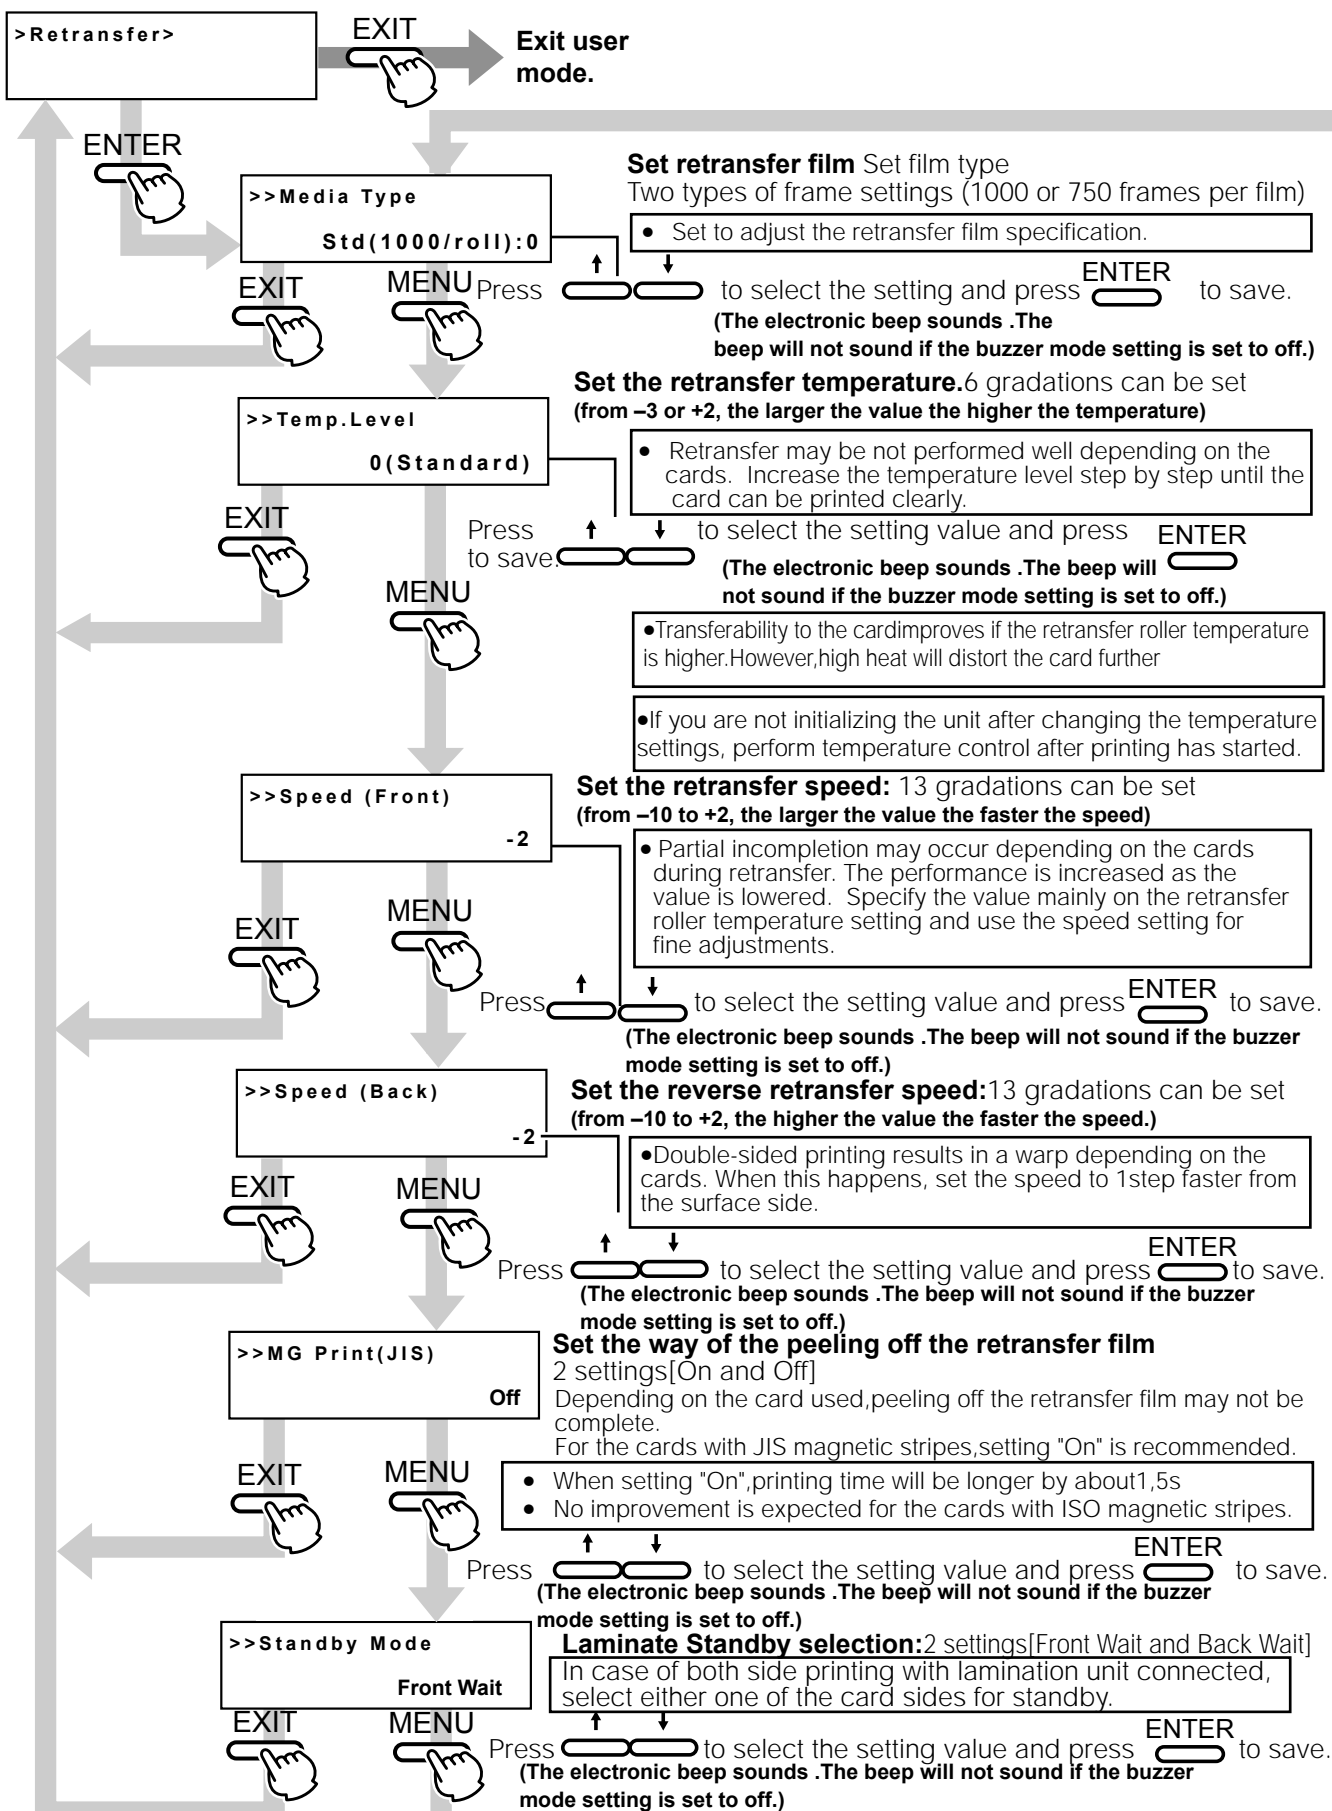 >Retransfer>
EXIT
Exit user
mode.
ENTER
>>Media Type
Std(1000/roll):0
Set retransfer film Set film type
Two types of frame settings (1000 or 750 frames per film)
● Set to adjust the retransfer film specification.
EXIT
MENU
Press to select the setting and press ENTER to save.
(The electronic beep sounds .The
beep will not sound if the buzzer mode setting is set to off.)
Set the retransfer temperature.6 gradations can be set
(from –3 or +2, the larger the value the higher the temperature)
>>Temp.Level
0(Standard)
● Retransfer may be not performed well depending on the
cards. Increase the temperature level step by step until the
card can be printed clearly.
EXIT
MENU
Press to select the setting value and press ENTER
to save.
(The electronic beep sounds .The beep will
not sound if the buzzer mode setting is set to off.)
●Transferability to the cardimproves if the retransfer roller temperature
is higher.However,high heat will distort the card further
●If you are not initializing the unit after changing the temperature
settings, perform temperature control after printing has started.
>>Speed (Front)
-2
Set the retransfer speed: 13 gradations can be set
(from –10 to +2, the larger the value the faster the speed)
● Partial incompletion may occur depending on the cards
during retransfer. The performance is increased as the
value is lowered. Specify the value mainly on the retransfer
roller temperature setting and use the speed setting for
fine adjustments.
EXIT
MENU
Press to select the setting value and press ENTER to save.
(The electronic beep sounds .The beep will not sound if the buzzer
mode setting is set to off.)
>>Speed (Back)
-2
Set the reverse retransfer speed:13 gradations can be set
(from –10 to +2, the higher the value the faster the speed.)
●Double-sided printing results in a warp depending on the
cards. When this happens, set the speed to 1step faster from
the surface side.
EXIT
MENU
Press to select the setting value and press ENTER to save.
(The electronic beep sounds .The beep will not sound if the buzzer
mode setting is set to off.)
>>MG Print(JIS)
Off
Set the way of the peeling off the retransfer film
2 settings[On and Off]
Depending on the card used,peeling off the retransfer film may not be
complete.
For the cards with JIS magnetic stripes,setting "On" is recommended.
● When setting "On",printing time will be longer by about1,5s
● No improvement is expected for the cards with ISO magnetic stripes.
EXIT
MENU
Press to select the setting value and press ENTER to save.
(The electronic beep sounds .The beep will not sound if the buzzer
mode setting is set to off.)
>>Standby Mode
Front Wait
Laminate Standby selection:2 settings[Front Wait and Back Wait]
In case of both side printing with lamination unit connected,
select either one of the card sides for standby.
EXIT
MENU
Press to select the setting value and press ENTER to save.
(The electronic beep sounds .The beep will not sound if the buzzer
mode setting is set to off.)